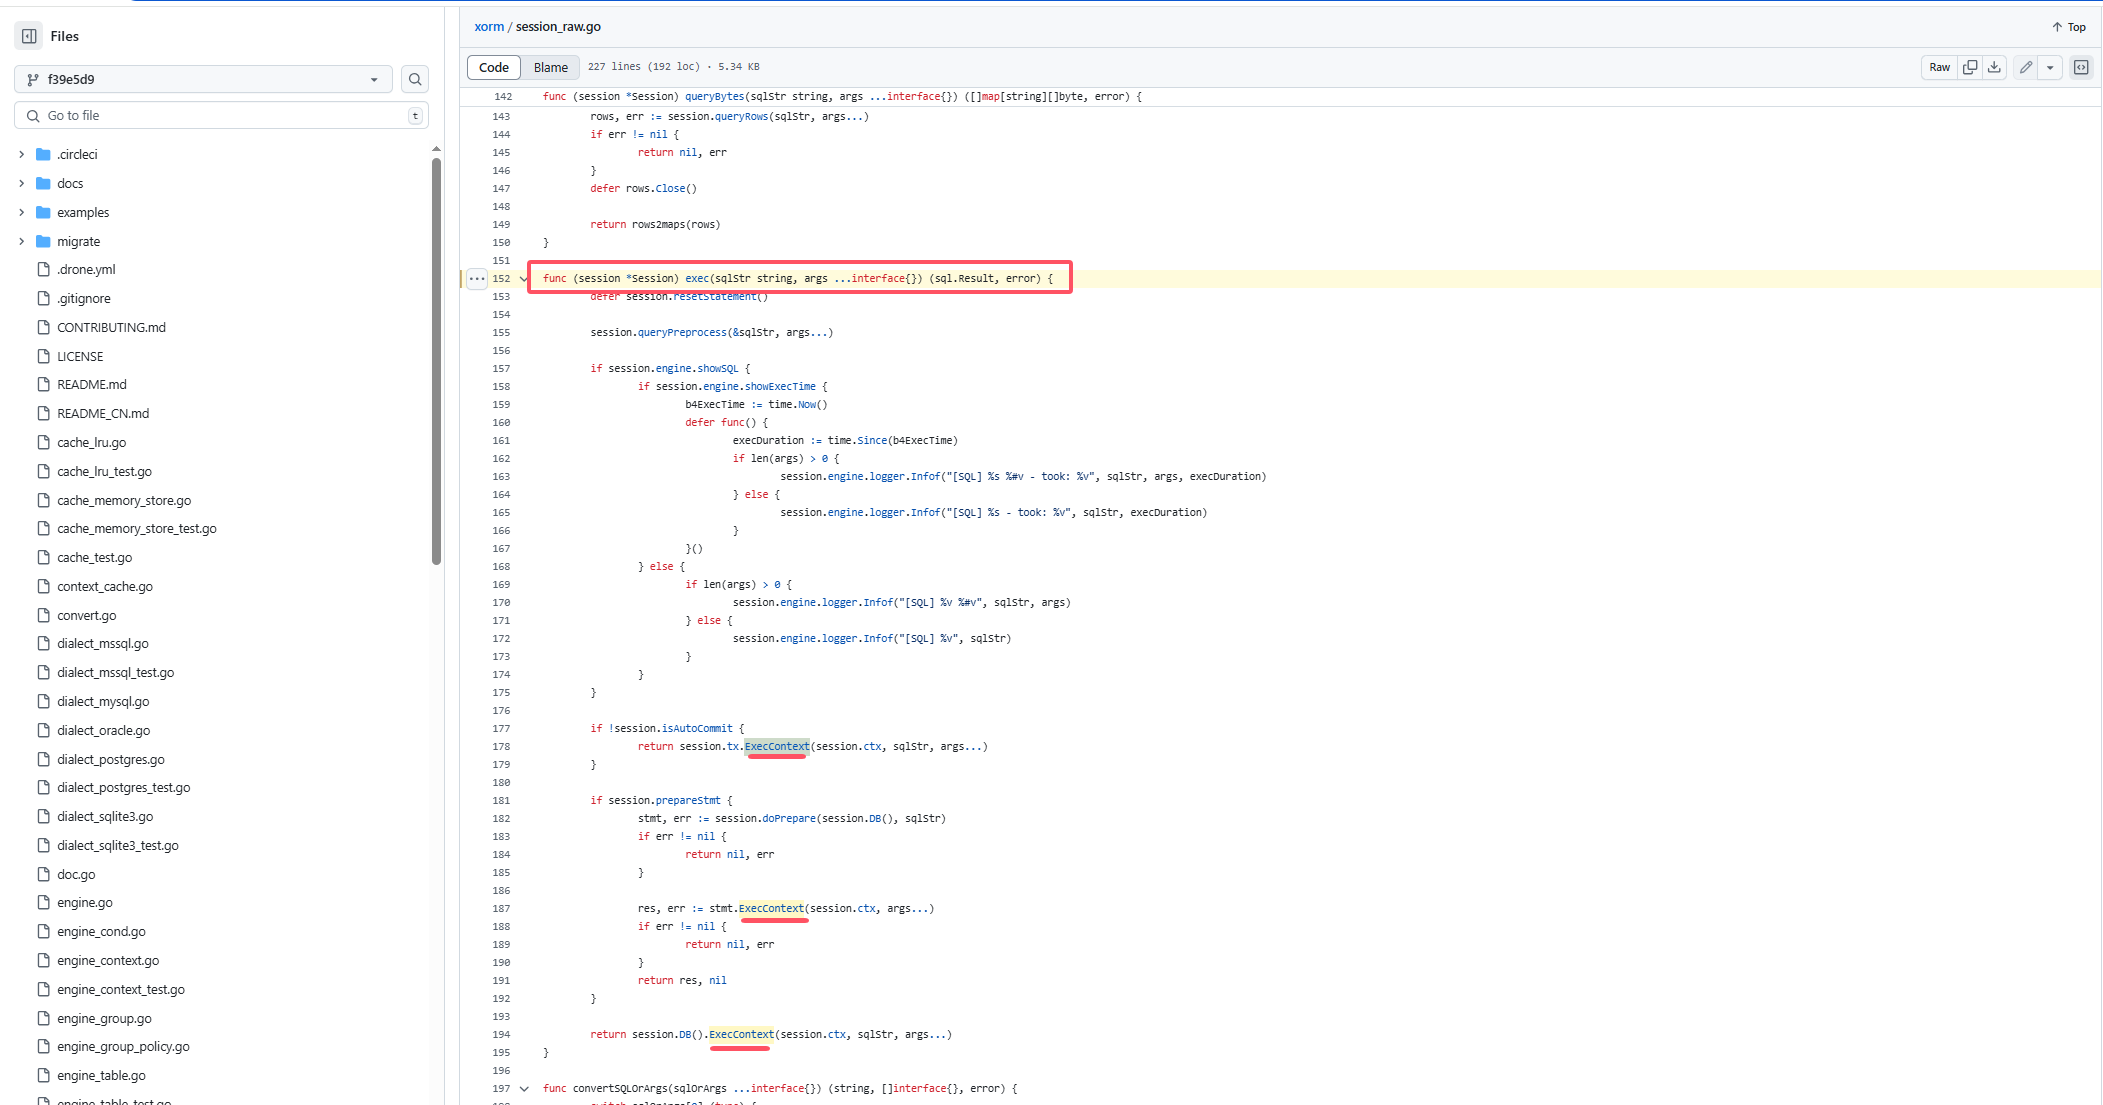 Files
f39e5d9
Go to file
t
.circleci
docs
examples
migrate
.drone.yml
.gitignore
CONTRIBUTING.md
LICENSE
README.md
README_CN.md
cache_lru.go
cache_lru_test.go
cache_memory_store.go
cache_memory_store_test.go
cache_test.go
context_cache.go
convert.go
dialect_mssql.go
dialect_mssql_test.go
dialect_mysql.go
dialect_oracle.go
dialect_postgres.go
dialect_postgres_test.go
dialect_sqlite3.go
dialect_sqlite3_test.go
doc.go
engine.go
engine_cond.go
engine_context.go
engine_context_test.go
engine_group.go
engine_group_policy.go
engine_table.go
engine_table_test.go
xorm / session_raw.go
Top
Code Blame 227 lines (192 loc) · 5.34 KB
Raw
142 func (session *Session) queryBytes(sqlStr string, args ...interface{}) ([]map[string][]byte, error) {
143 rows, err := session.queryRows(sqlStr, args...)
144 if err != nil {
145 return nil, err
146 }
147 defer rows.Close()
148
149 return rows2maps(rows)
150 }
151
152 func (session *Session) exec(sqlStr string, args ...interface{}) (sql.Result, error) {
153 defer session.resetStatement()
154
155 session.queryPreprocess(&sqlStr, args...)
156
157 if session.engine.showSQL {
158 if session.engine.showExecTime {
159 b4ExecTime := time.Now()
160 defer func() {
161 execDuration := time.Since(b4ExecTime)
162 if len(args) > 0 {
163 session.engine.logger.Infof("[SQL] %s %#v - took: %v", sqlStr, args, execDuration)
164 } else {
165 session.engine.logger.Infof("[SQL] %s - took: %v", sqlStr, execDuration)
166 }
167 }()
168 } else {
169 if len(args) > 0 {
170 session.engine.logger.Infof("[SQL] %v %#v", sqlStr, args)
171 } else {
172 session.engine.logger.Infof("[SQL] %v", sqlStr)
173 }
174 }
175 }
176
177 if !session.isAutoCommit {
178 return session.tx.ExecContext(session.ctx, sqlStr, args...)
179 }
180
181 if session.prepareStmt {
182 stmt, err := session.doPrepare(session.DB(), sqlStr)
183 if err != nil {
184 return nil, err
185 }
186
187 res, err := stmt.ExecContext(session.ctx, args...)
188 if err != nil {
189 return nil, err
190 }
191 return res, nil
192 }
193
194 return session.DB().ExecContext(session.ctx, sqlStr, args...)
195 }
196
197 func convertSQLOrArgs(sqlOrArgs ...interface{}) (string, []interface{}, error) {